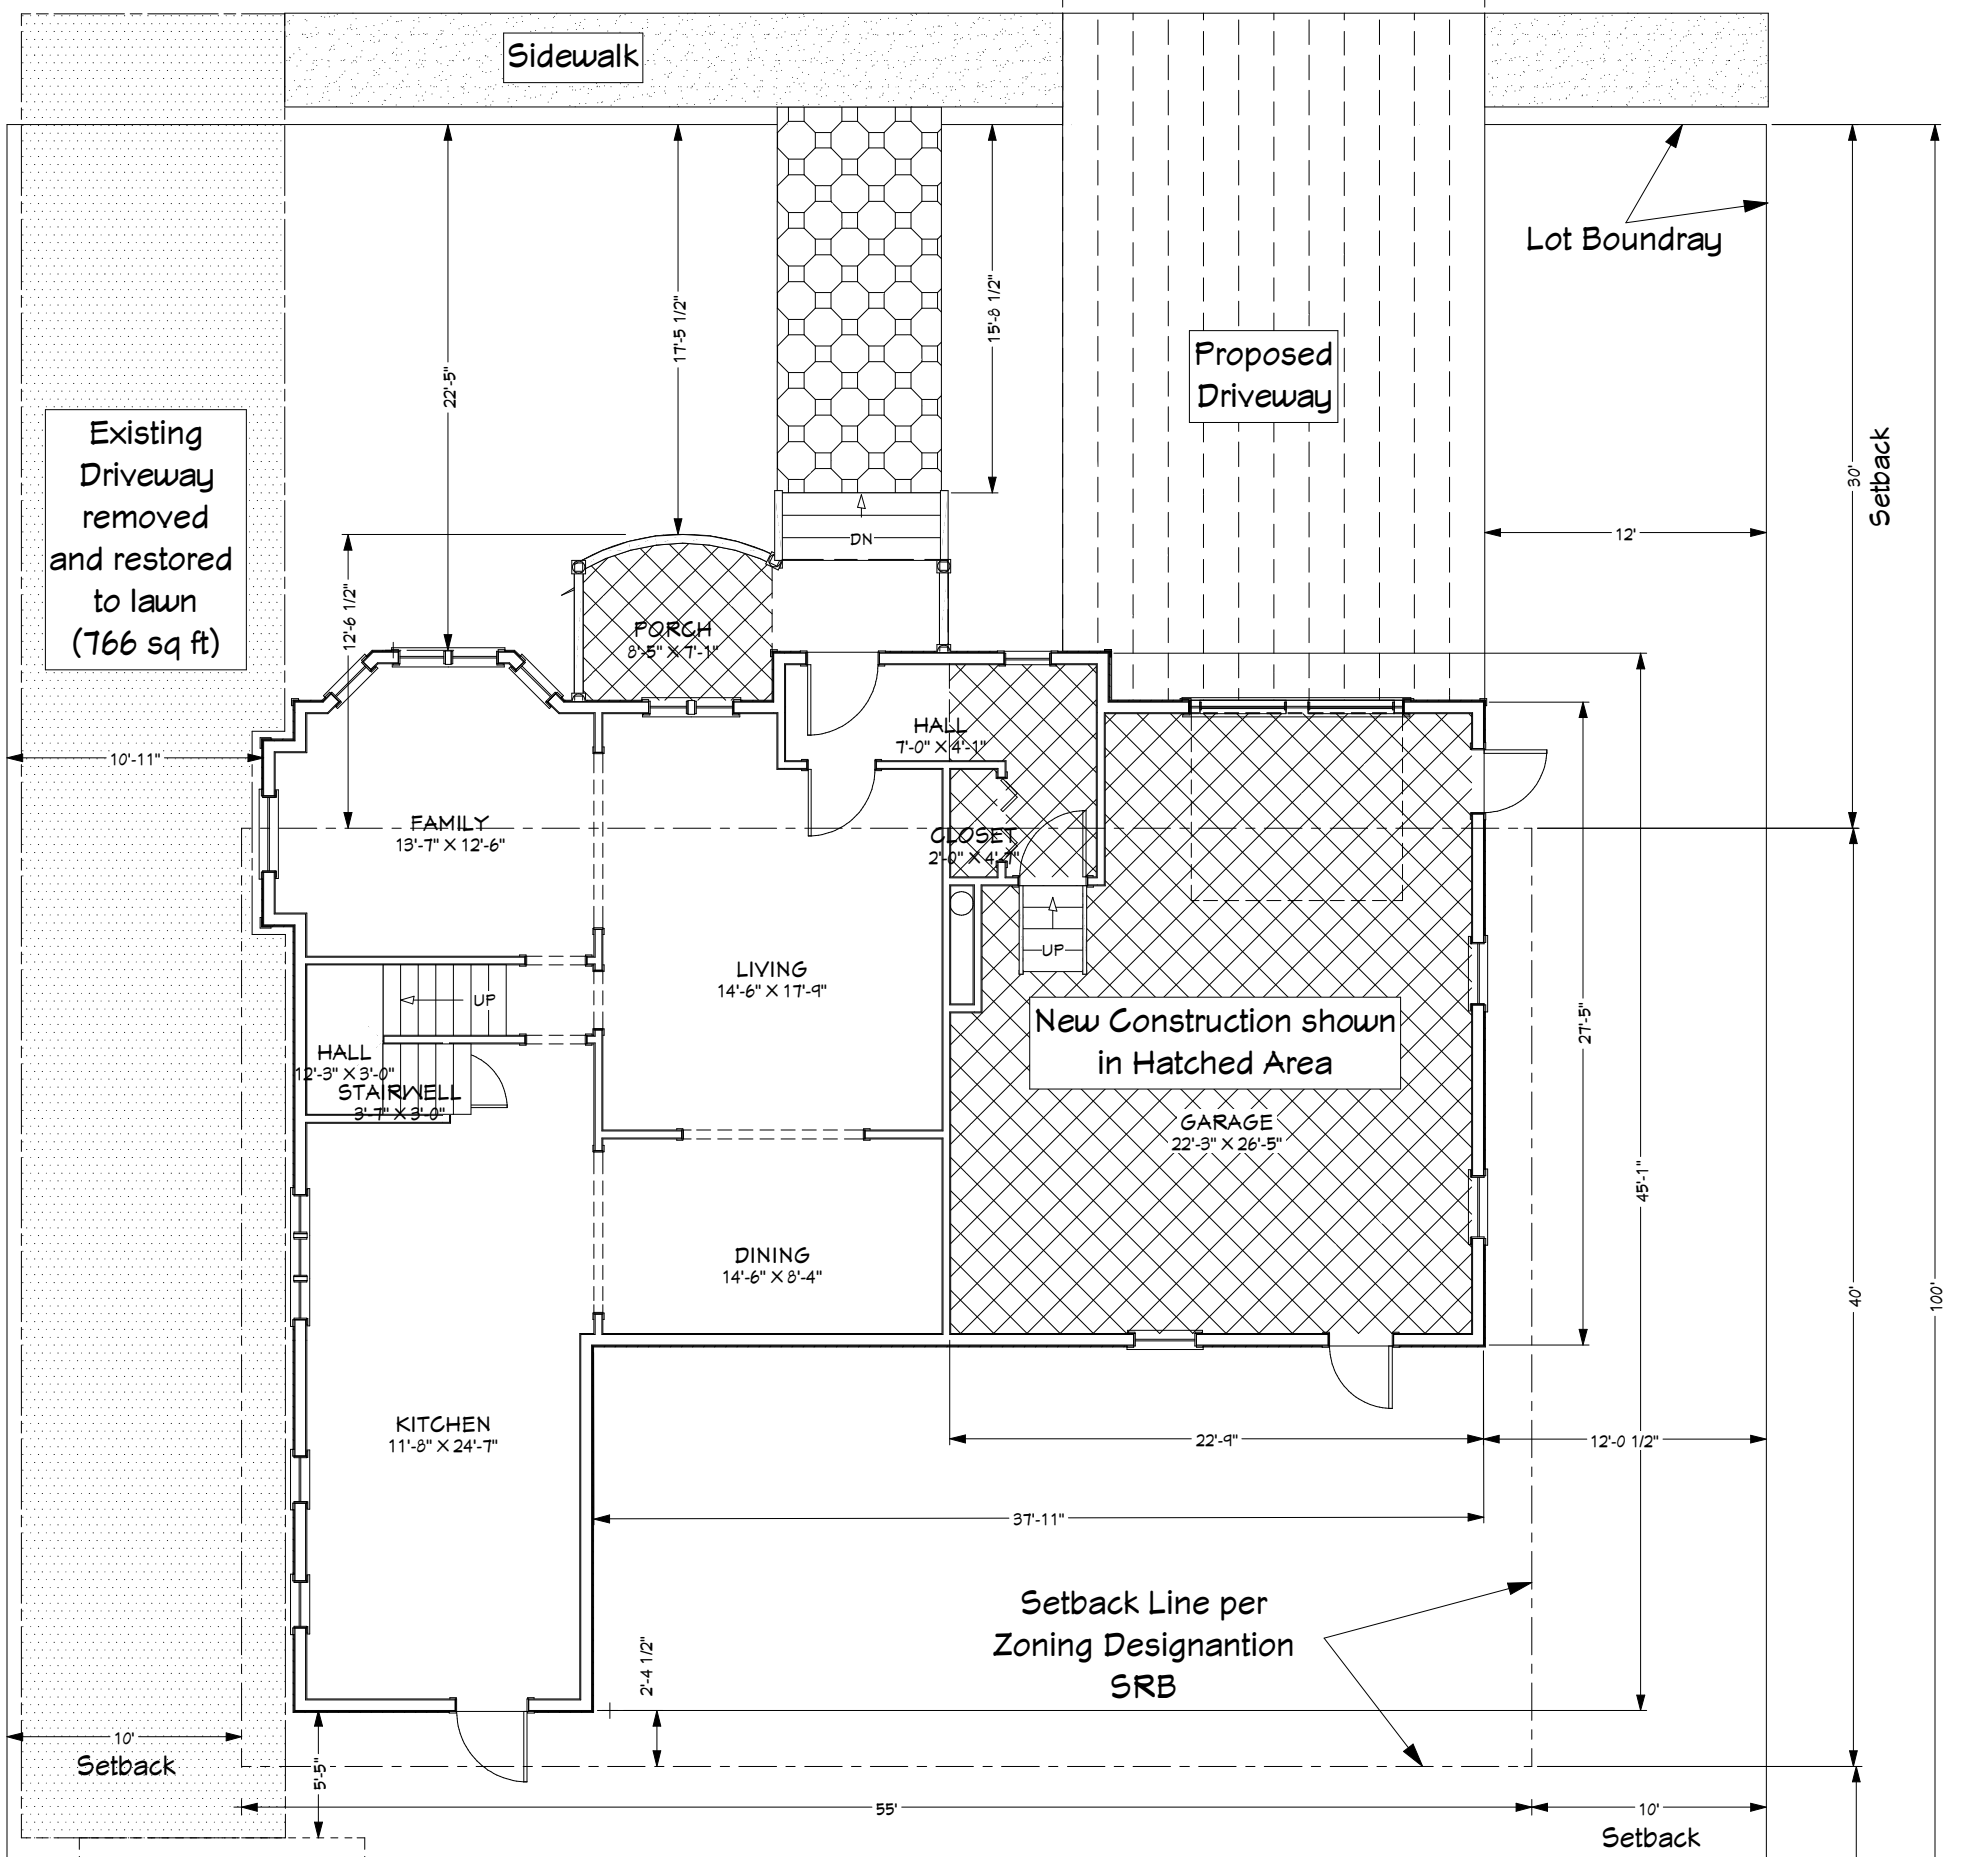 Sidewalk
Lot Boundray
22'-5"
17'-5 1/2"
15'-8 1/2"
Proposed
Driveway
30'
Setback
Existing
Driveway
removed
and restored
to lawn
(766 sq ft)
12'
DN
12'-6 1/2"
PORCH
8'-5" X 7'-1"
HALL
7'-0" X 4'-1"
10'-11"
FAMILY
13'-7" X 12'-6"
CLOSET
2'-0" X 4'-7"
UP
LIVING
14'-6" X 17'-9"
UP
New Construction shown
in Hatched Area
27'-5"
HALL
12'-3" X 3'-0"
STAIRWELL
3'-7" X 3'-0"
GARAGE
22'-3" X 26'-5"
45'-1"
DINING
14'-6" X 8'-4"
40'
100'
KITCHEN
11'-8" X 24'-7"
22'-9"
12'-0 1/2"
37'-11"
Setback Line per
Zoning Designantion
SRB
2'-4 1/2"
10'
Setback
5'-5"
55'
10'
Setback